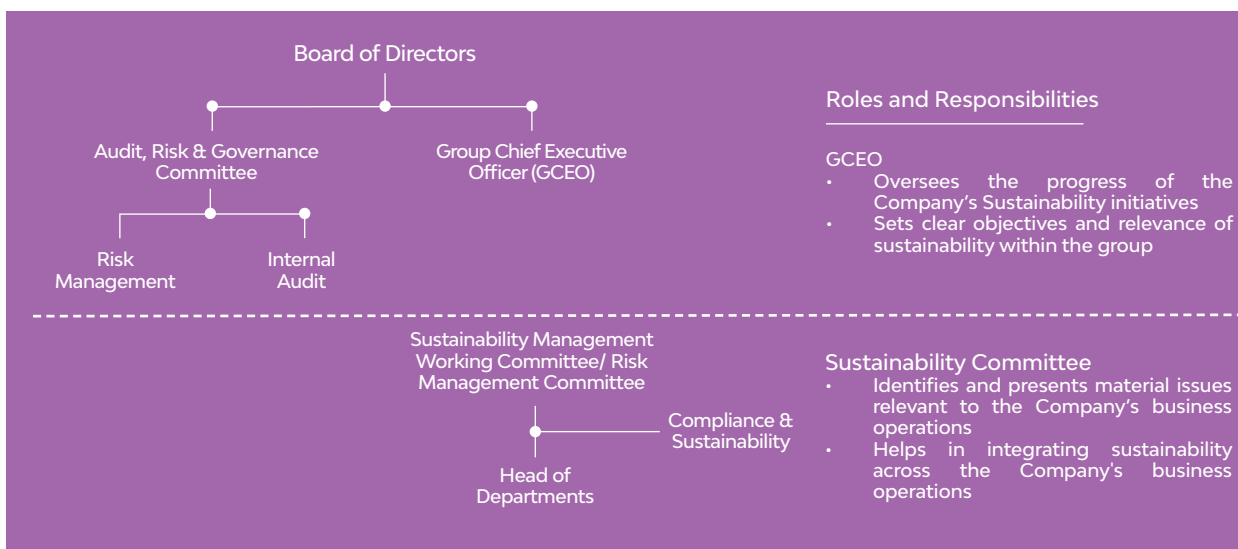 Board of Directors
Audit, Risk & Governance
Committee
Group Chief Executive
Officer (GCEO)
Risk
Management
Internal
Audit
Roles and Responsibilities
GCEO
• Oversees the progress of the
Company's Sustainability initiatives
• Sets clear objectives and relevance of
sustainability within the group
Sustainability Management
Working Committee/ Risk
Management Committee
Compliance &
Sustainability
Head of
Departments
Sustainability Committee
• Identifies and presents material issues
relevant to the Company's business
operations
• Helps in integrating sustainability
across the Company's business
operations